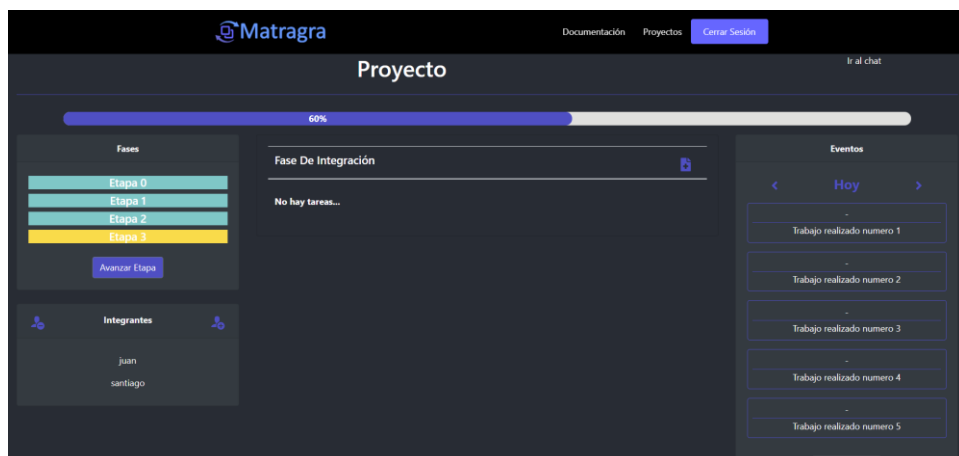 Matragra
Documentación Proyectos Cerrar Sesión
Proyecto
Ir al chat
60%
Fases
Etapa 0
Etapa 1
Etapa 2
Etapa 3
Avanzar Etapa
Integrantes
juan
santiago
Fase De Integración
No hay tareas...
Eventos
Hoy
-
Trabajo realizado numero 1
-
Trabajo realizado numero 2
-
Trabajo realizado numero 3
-
Trabajo realizado numero 4
-
Trabajo realizado numero 5